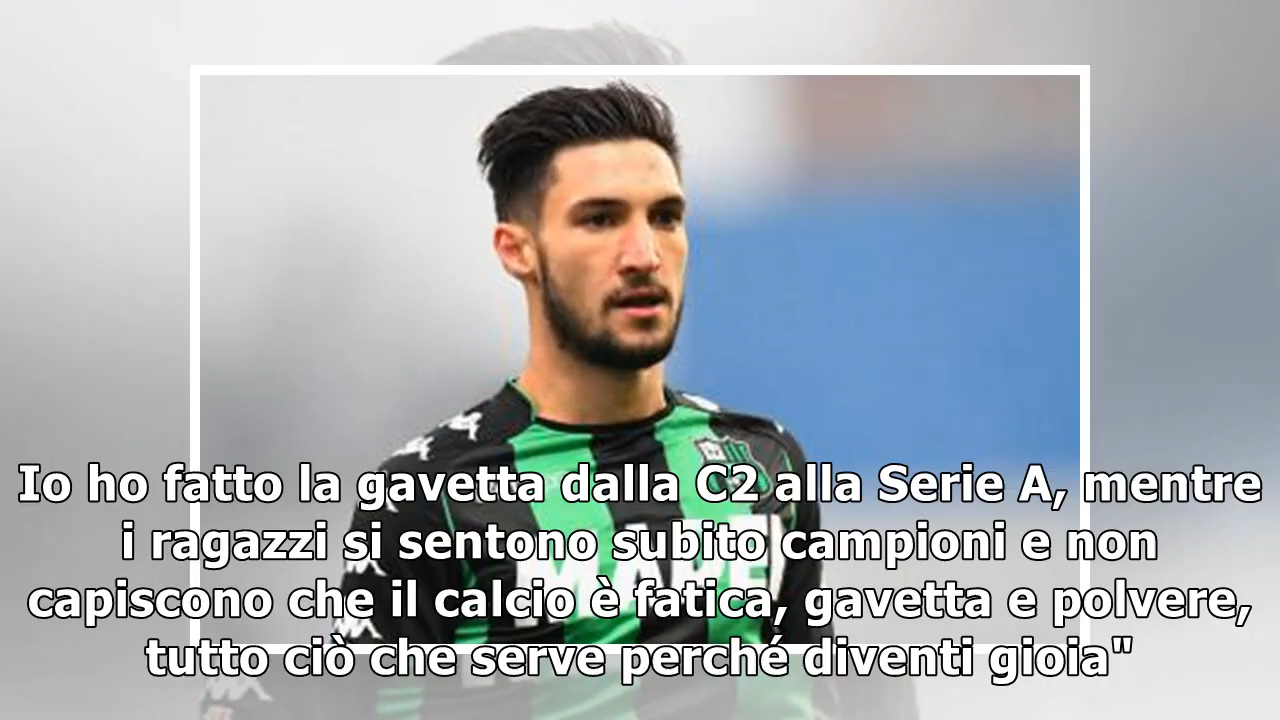 Io ho fatto la gavetta dalla C2 alla Serie A, mentre
i ragazzi si sentono subito campioni e non
capiscono che il calcio è fatica, gavetta e polvere,
tutto ciò che serve perché diventi gioia"
MAPEI